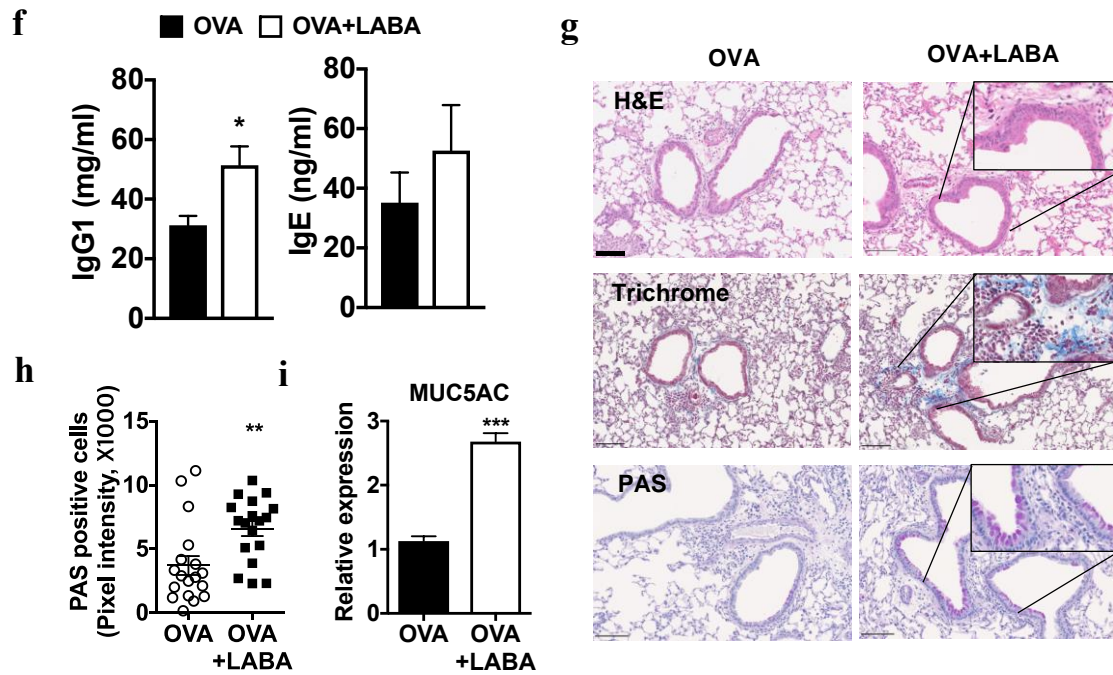 f
OVA OVA+LABA
IgG1 (mg/ml)
80
60
40
20
0
*
IgE (ng/ml)
80
60
40
20
0
g
OVA OVA+LABA
H&E
Trichrome
PAS
h
PAS positive cells
(Pixel intensity, X1000)
15
10
5
0
**
OVA OVA
+LABA
i
MUC5AC
Relative expression
3
2
1
0
***
OVA OVA
+LABA